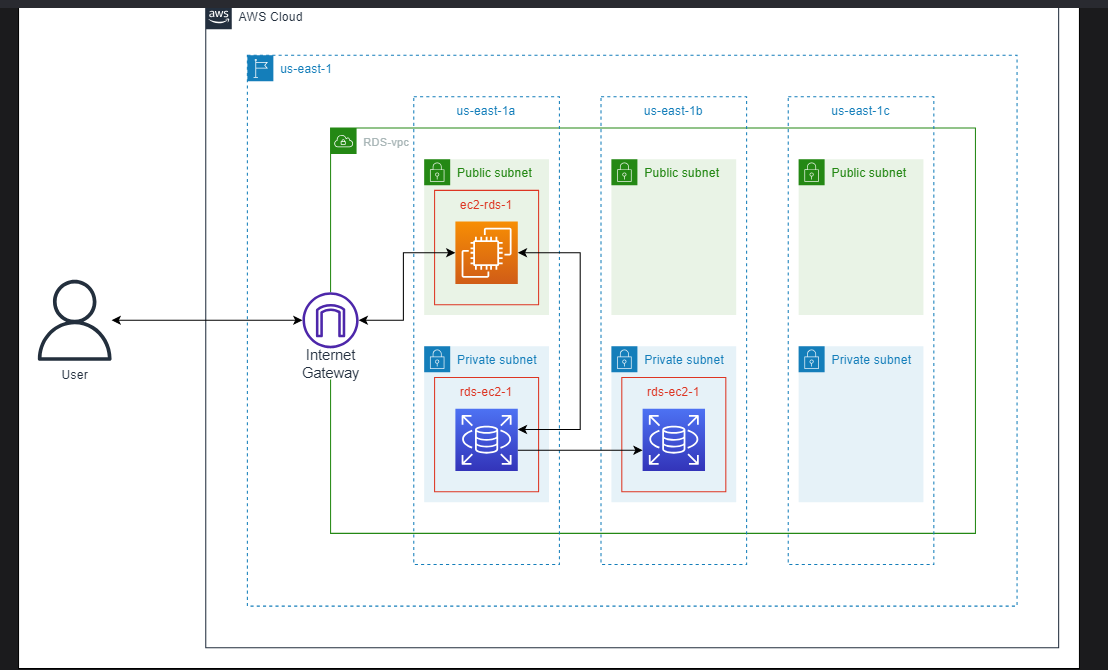 aws
AWS Cloud
us-east-1
us-east-1a
us-east-1b
us-east-1c
RDS-vpc
Public subnet
Public subnet
Public subnet
ec2-rds-1
User
Internet
Gateway
Private subnet
Private subnet
Private subnet
rds-ec2-1
rds-ec2-1